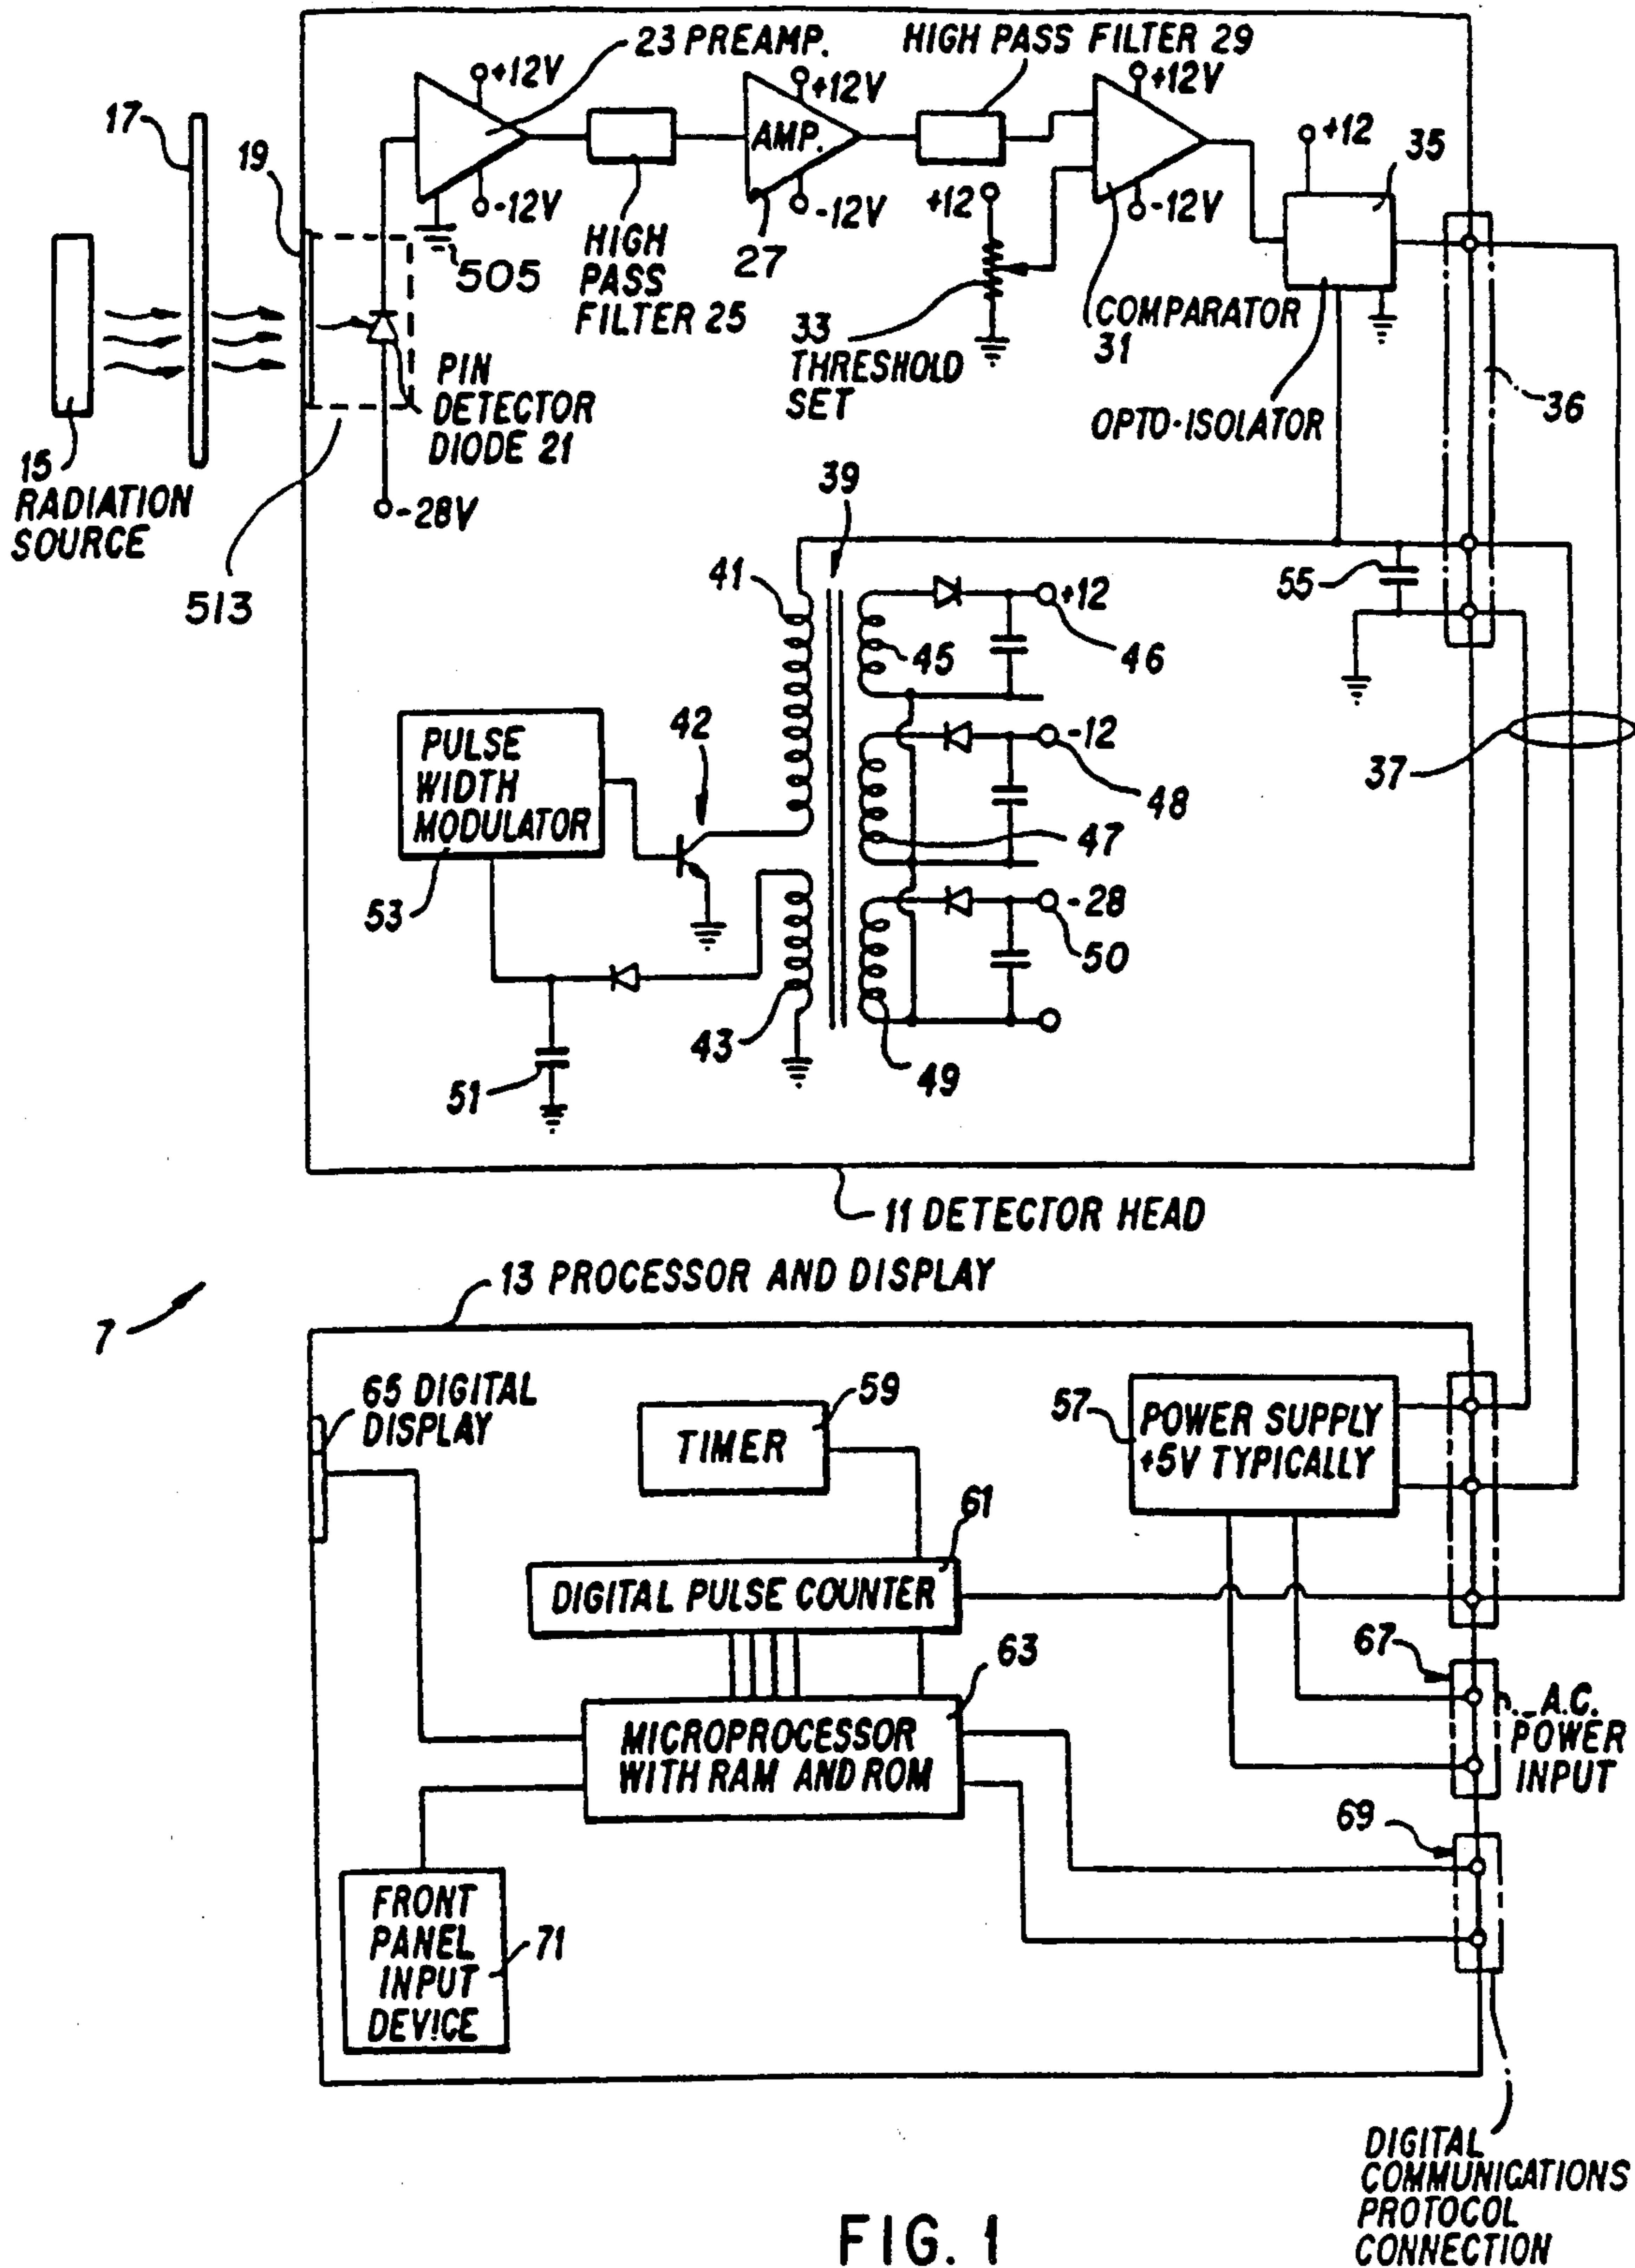 23 PREAMP.
HIGH PASS FILTER 29
+12V
+12V
+12V
17
19
AMP.
+12
35
-12V
-12V
+12
-12V
505
HIGH
PASS
FILTER 25
27
33
THRESHOLD
SET
COMPARATOR
31
OPTO-ISOLATOR
36
PIN
DETECTOR
DIODE 21
15
RADIATION
SOURCE
-28V
513
39
41
+12
45
46
55
PULSE
WIDTH
MODULATOR
42
-12
48
37
47
53
-28
50
43
49
51
11 DETECTOR HEAD
13 PROCESSOR AND DISPLAY
7
65 DIGITAL
DISPLAY
59
TIMER
57
POWER SUPPLY
+5V TYPICALLY
61
DIGITAL PULSE COUNTER
63
67
MICROPROCESSOR
WITH RAM AND ROM
A.C.
POWER
INPUT
69
FRONT
PANEL
INPUT
DEVICE
71
DIGITAL
COMMUNICATIONS
PROTOCOL
CONNECTION
FIG. 1